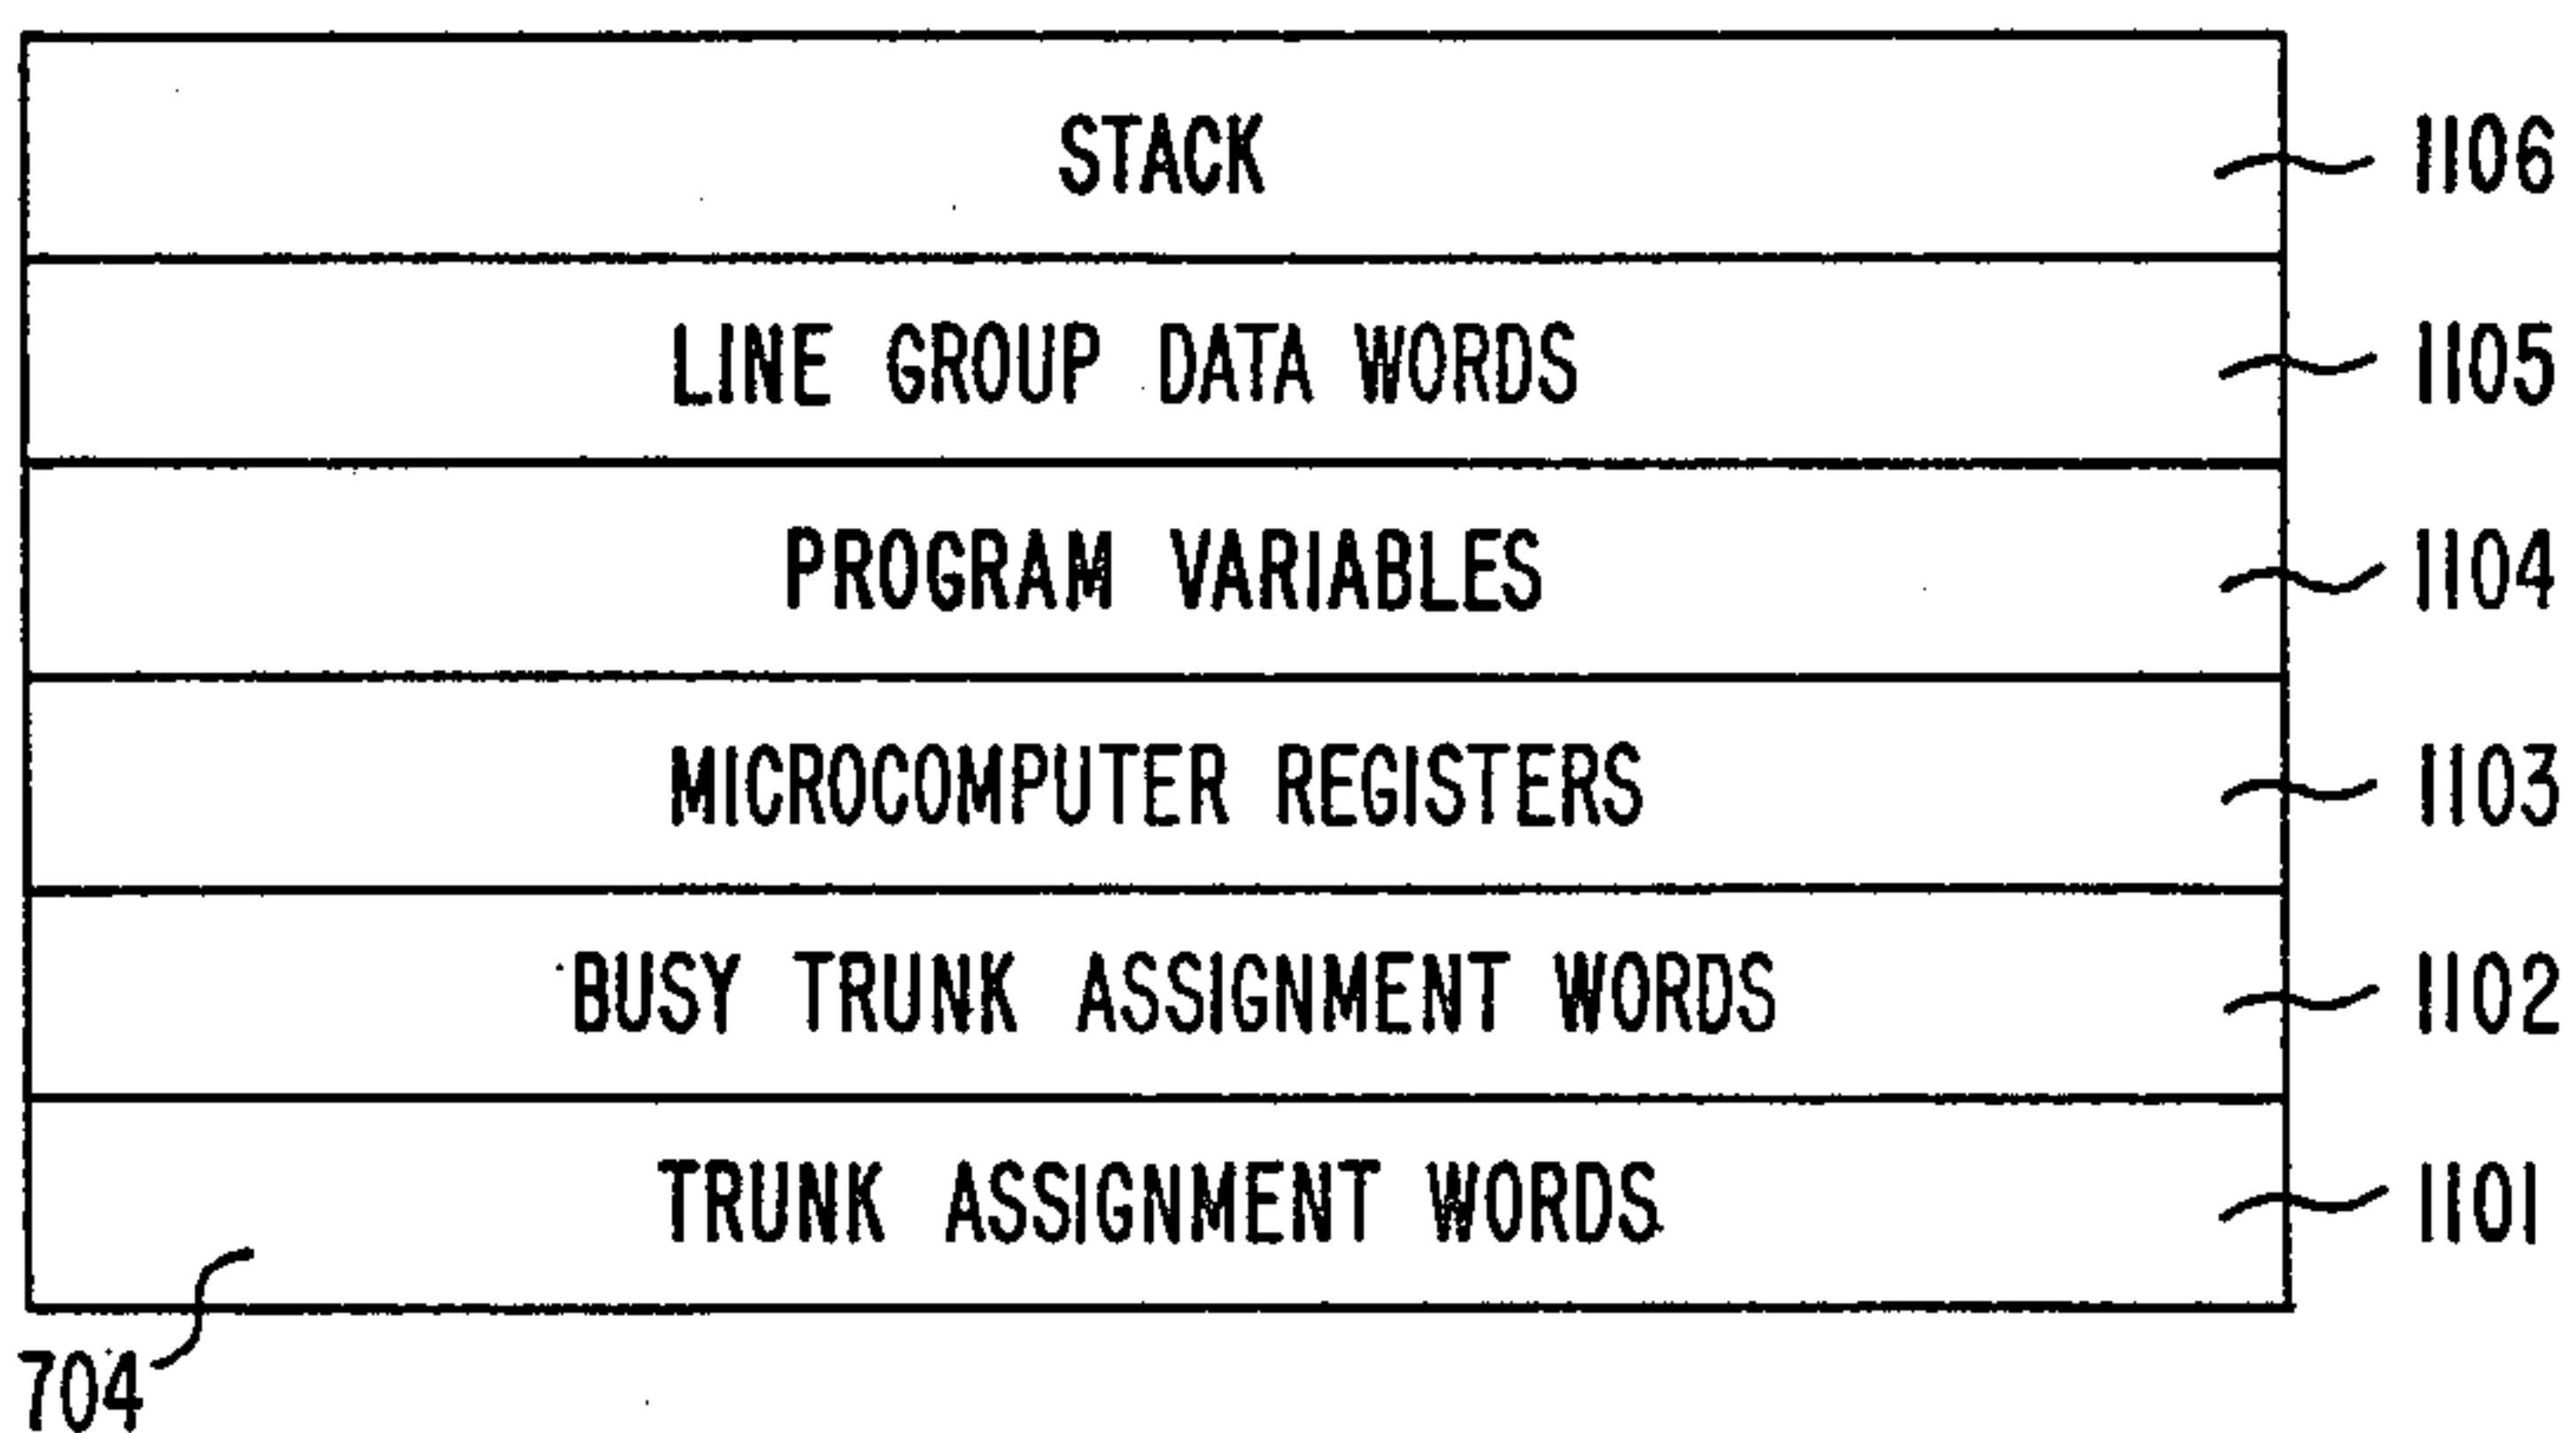 STACK 1106
LINE GROUP DATA WORDS 1105
PROGRAM VARIABLES 1104
MICROCOMPUTER REGISTERS 1103
BUSY TRUNK ASSIGNMENT WORDS 1102
TRUNK ASSIGNMENT WORDS 1101
704